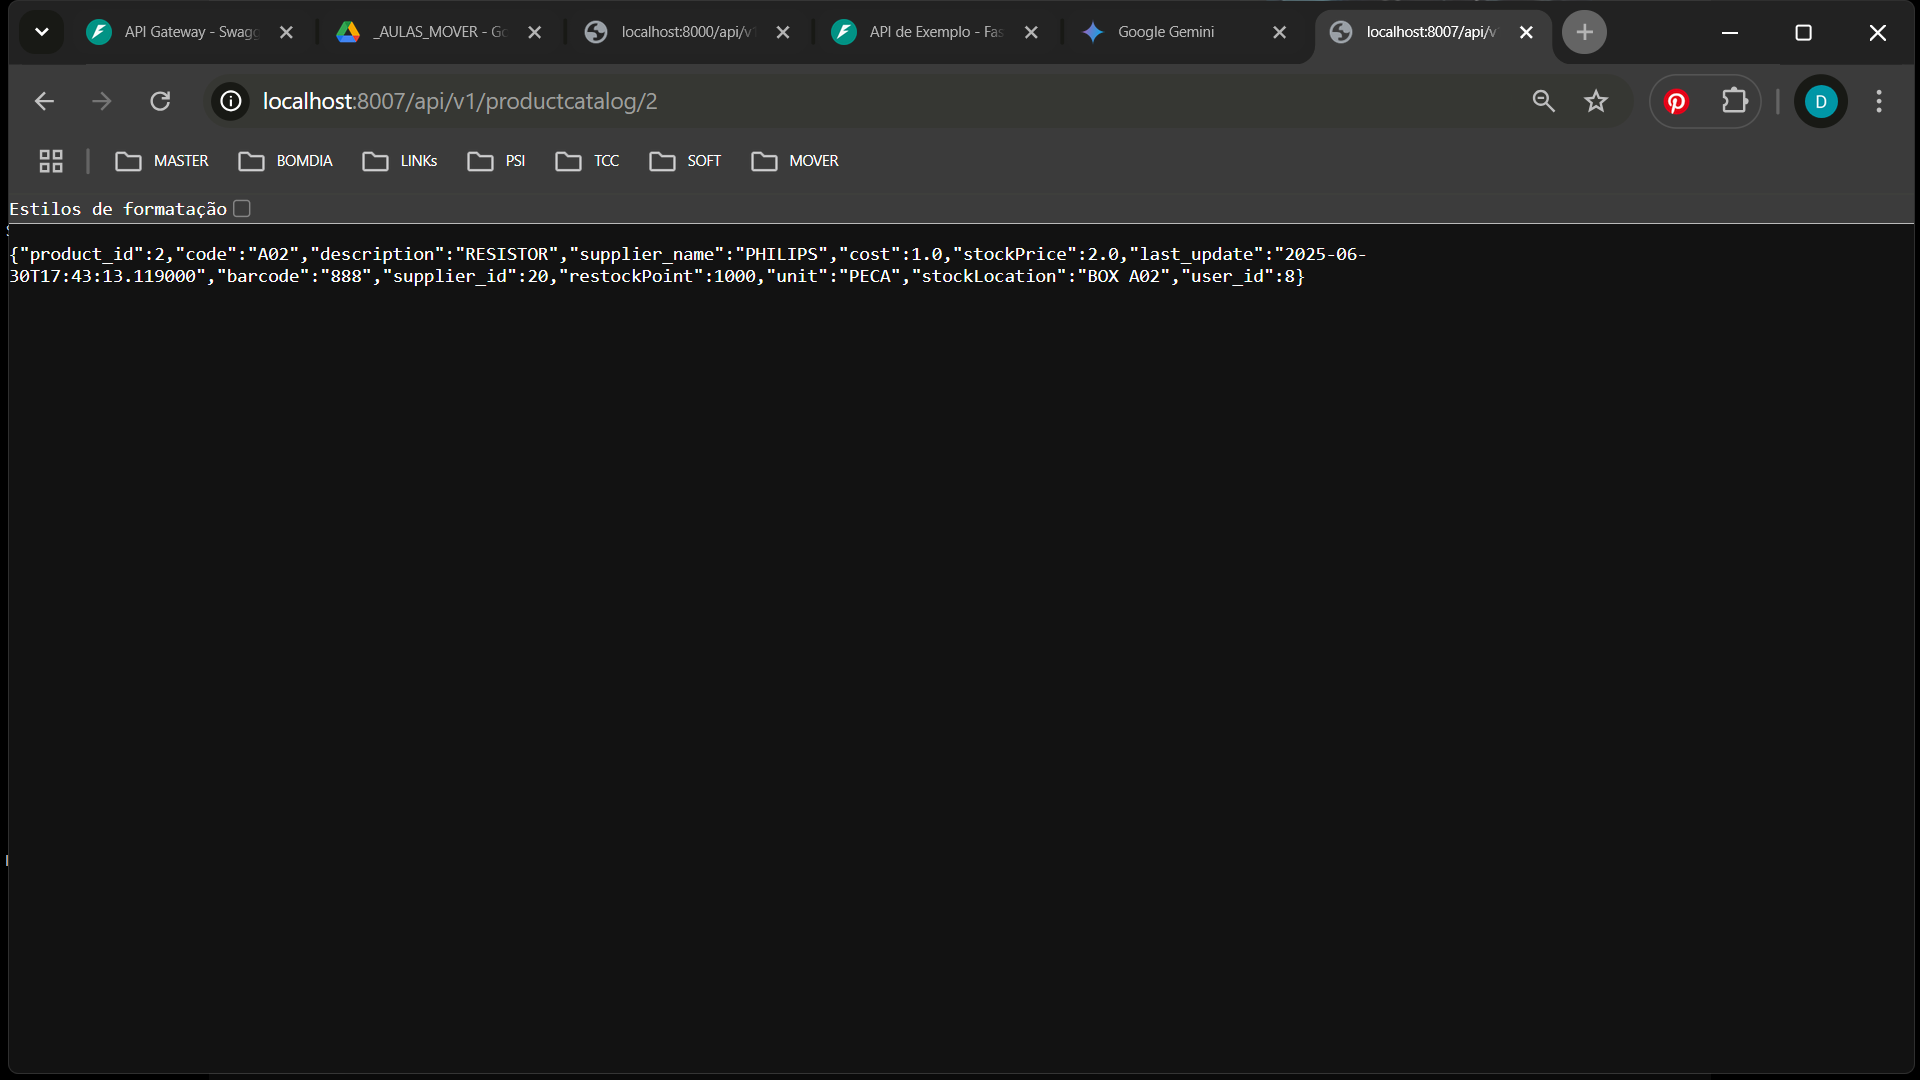 API Gateway - Swagg
_AULAS_MOVER - Go
localhost:8000/api/v1
API de Exemplo - Fas
Google Gemini
localhost:8007/api/v
localhost:8007/api/v1/productcatalog/2
D
MASTER
BOMDIA
LINKs
PSI
TCC
SOFT
MOVER
Estilos de formatação
{"product_id":2,"code":"A02","description":"RESISTOR","supplier_name":"PHILIPS","cost":1.0,"stockPrice":2.0,"last_update":"2025-06-
30T17:43:13.119000","barcode":"888","supplier_id":20,"restockPoint":1000,"unit":"PECA","stockLocation":"BOX A02","user_id":8}